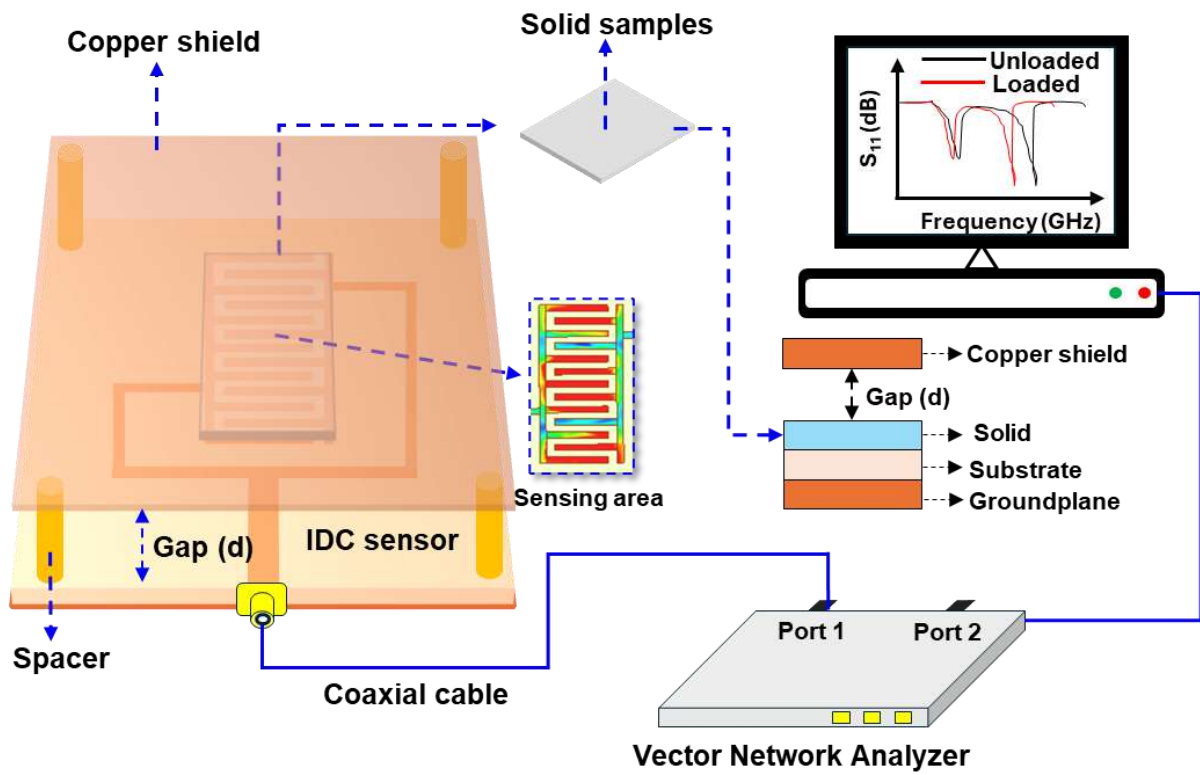 Copper shield
Solid samples
Unloaded
Loaded
S11 (dB)
Frequency (GHz)
Copper shield
Gap (d)
Solid
Substrate
Groundplane
Sensing area
Gap (d)
IDC sensor
Spacer
Coaxial cable
Port 1
Port 2
Vector Network Analyzer